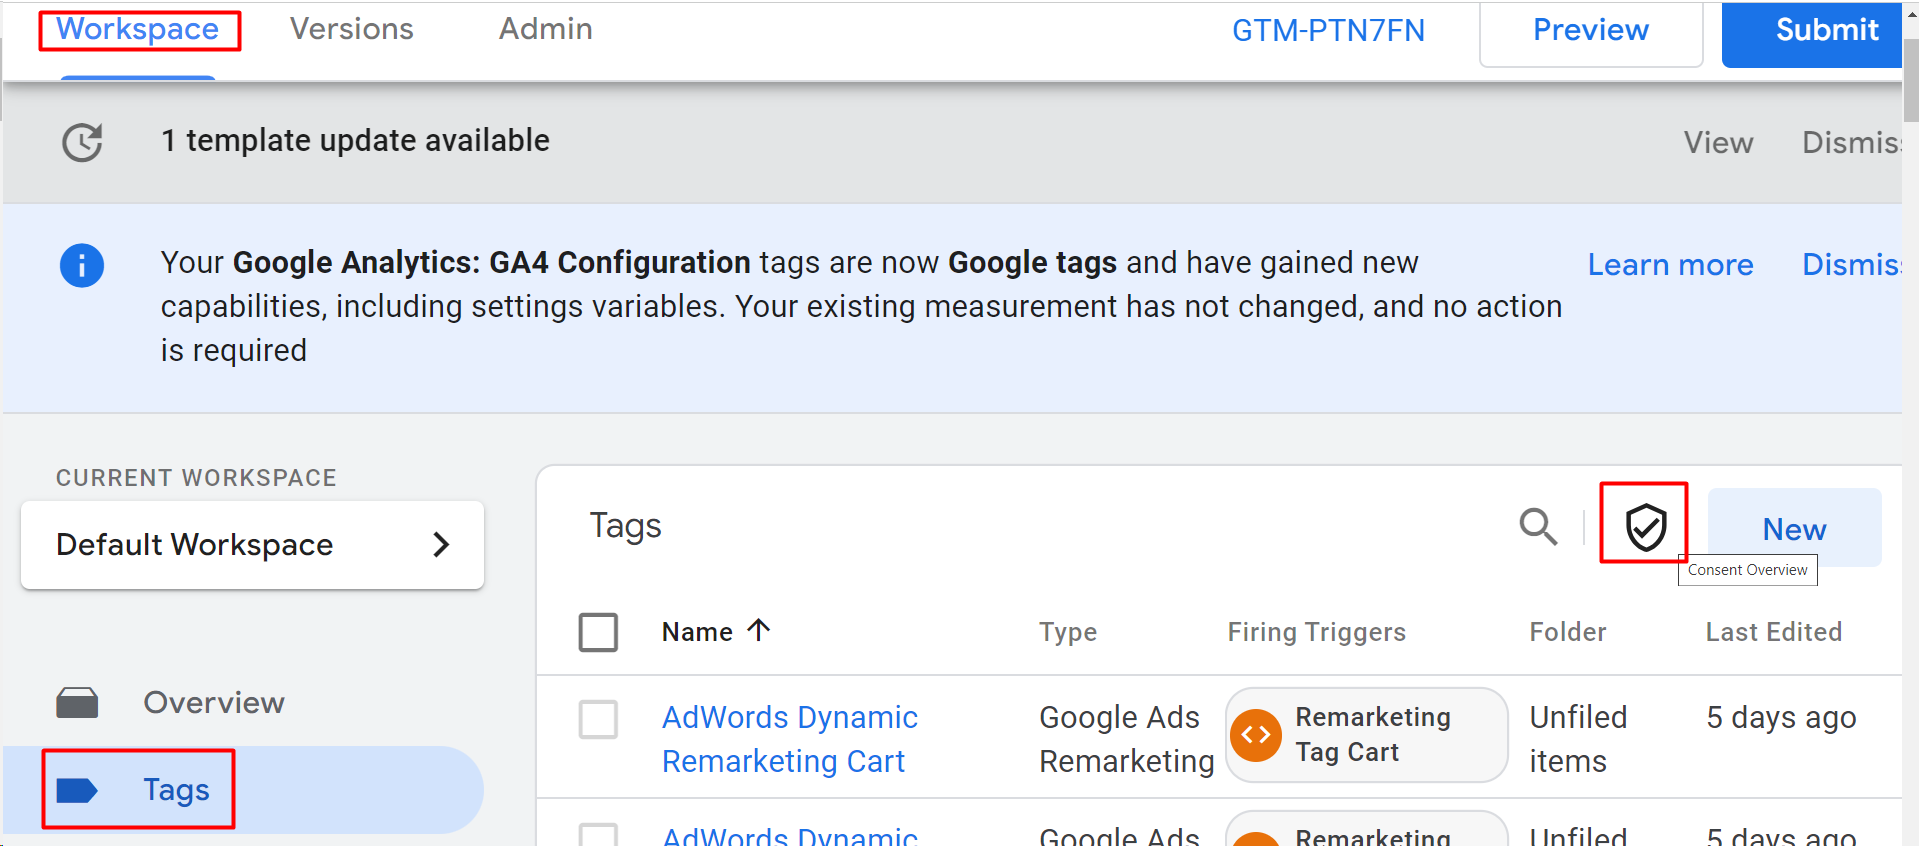 Workspace Versions Admin GTM-PTN7FN Preview Submit
1 template update available View Dismiss
Your Google Analytics: GA4 Configuration tags are now Google tags and have gained new Learn more Dismiss
capabilities, including settings variables. Your existing measurement has not changed, and no action
is required
CURRENT WORKSPACE
Default Workspace
Tags New
Consent Overview
Name Type Firing Triggers Folder Last Edited
Overview
AdWords Dynamic Google Ads Remarketing Unfiled 5 days ago
Remarketing Cart Remarketing Tag Cart items
Tags
AdWords Dynamic Google Ads Remarketing Unfiled 5 days ago